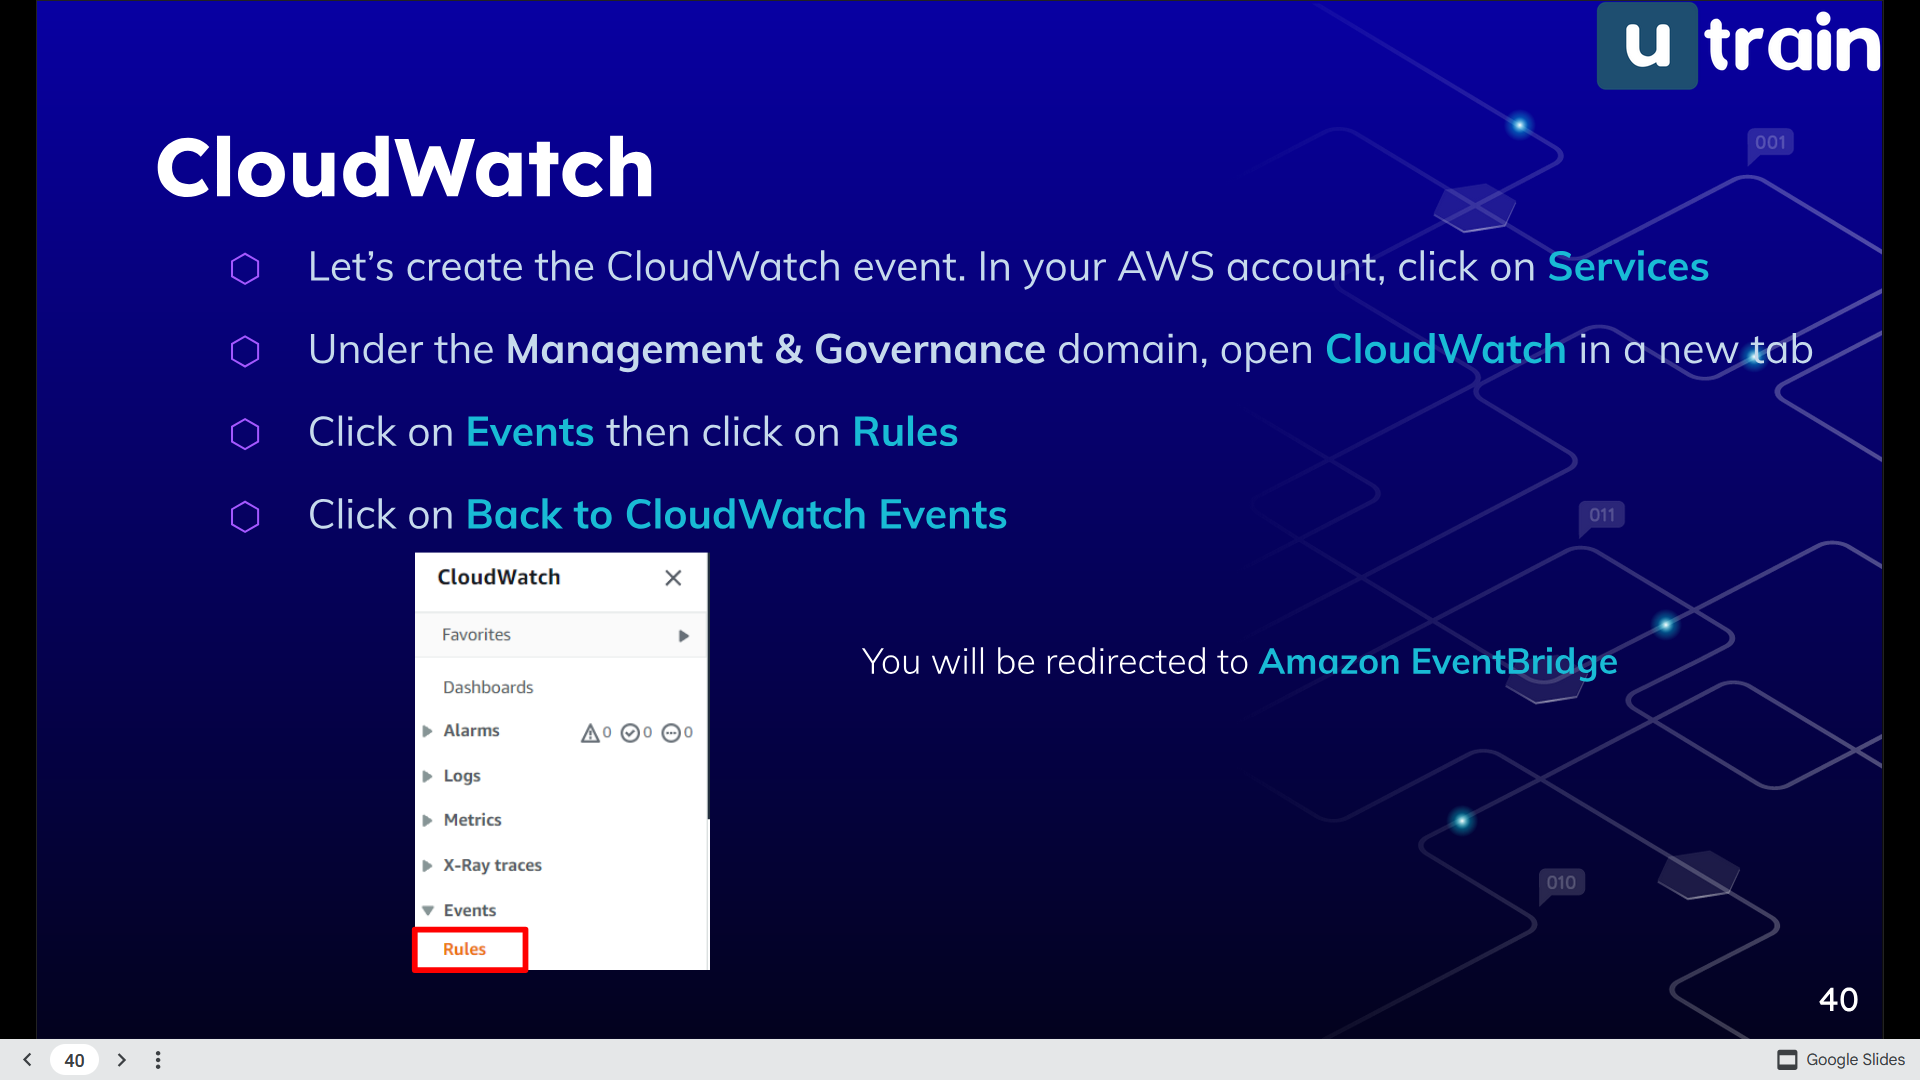 u train
001
CloudWatch
Let’s create the CloudWatch event. In your AWS account, click on Services
Under the Management & Governance domain, open CloudWatch in a new tab
Click on Events then click on Rules
Click on Back to CloudWatch Events
011
CloudWatch
Favorites
You will be redirected to Amazon EventBridge
Dashboards
Alarms 0 0 0
Logs
Metrics
X-Ray traces
010
Events
Rules
40
40
Google Slides